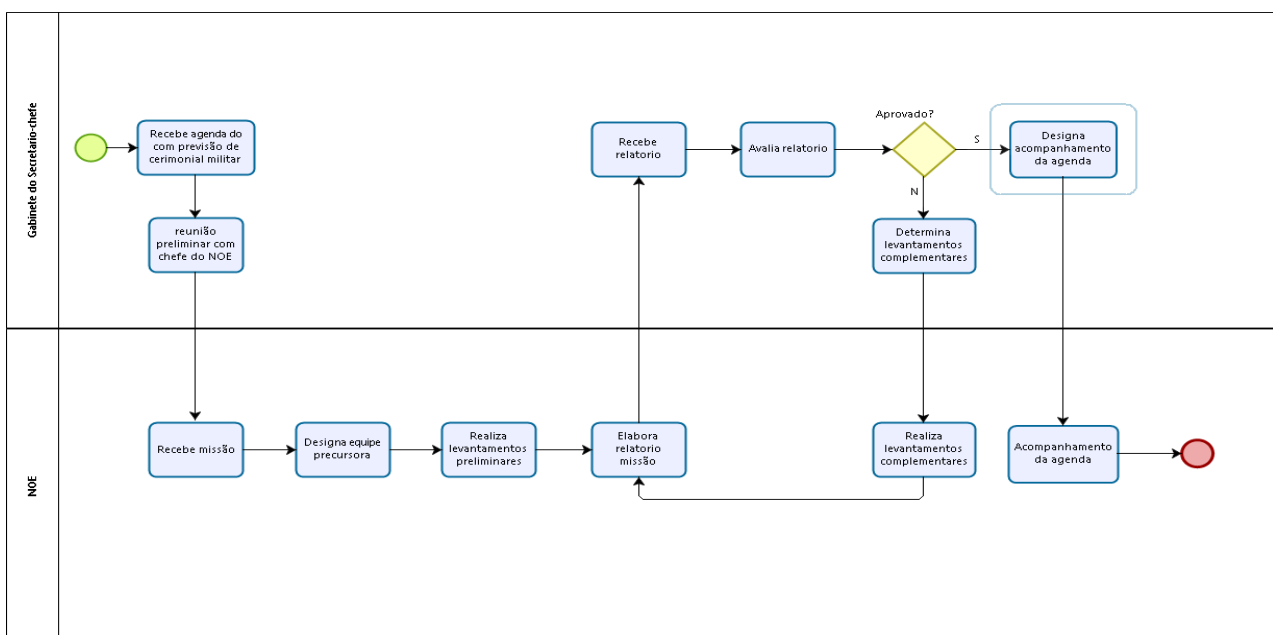 Gabinete do Secretario-chefe
Recebe agenda do
com previsão de
cerimonial militar
reunião
preliminar com
chefe do NOE
Recebe
relatorio
Avalia relatorio
Aprovado?
S
N
Designa
acompanhamento
da agenda
Determina
levantamentos
complementares
NOE
Recebe missão
Designa equipe
precursora
Realiza
levantamentos
preliminares
Elabora
relatorio
missão
Realiza
levantamentos
complementares
Acompanhamento
da agenda